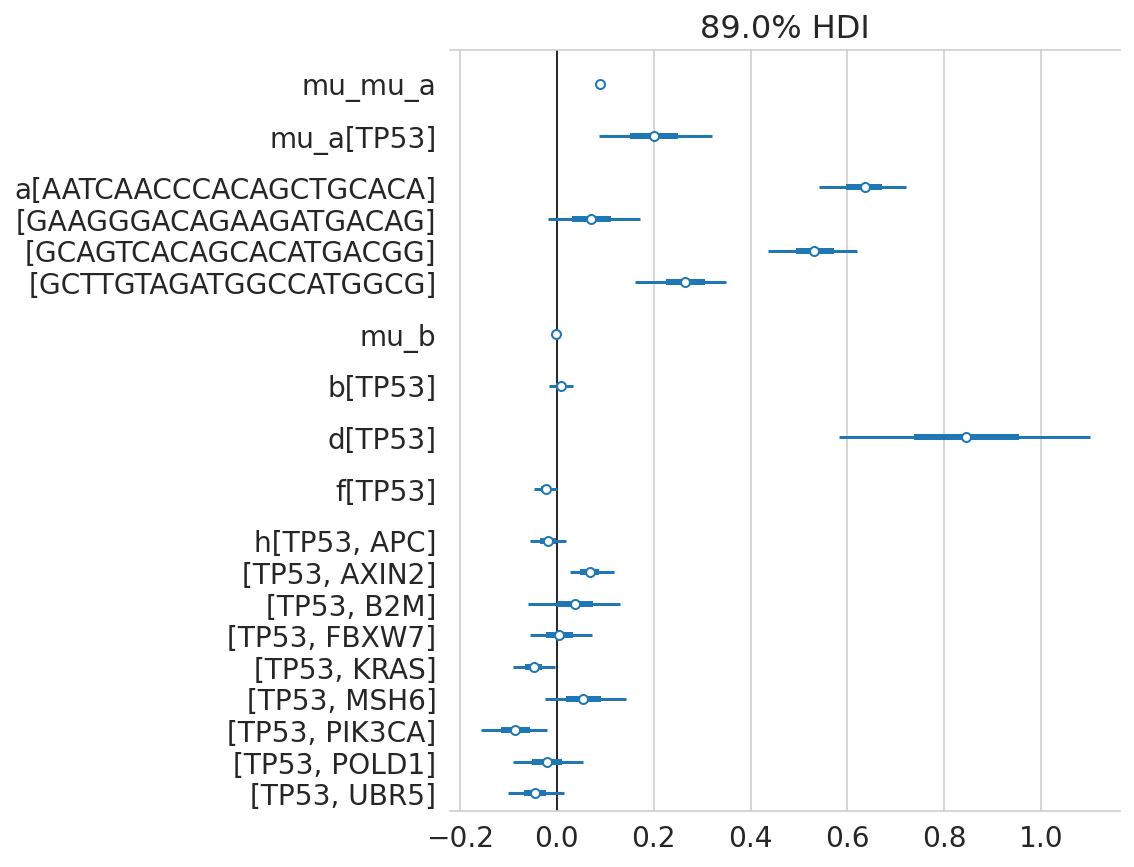 89.0% HDI
mu_mu_a
mu_a[TP53]
a[AATCAACCCACAGCTGCACA]
[GAAGGGACAGAAGATGACAG]
[GCAGTCACAGCACATGACGG]
[GCTTGTAGATGGCCATGGCG]
mu_b
b[TP53]
d[TP53]
f[TP53]
h[TP53, APC]
[TP53, AXIN2]
[TP53, B2M]
[TP53, FBXW7]
[TP53, KRAS]
[TP53, MSH6]
[TP53, PIK3CA]
[TP53, POLD1]
[TP53, UBR5]
−0.2 0.0 0.2 0.4 0.6 0.8 1.0